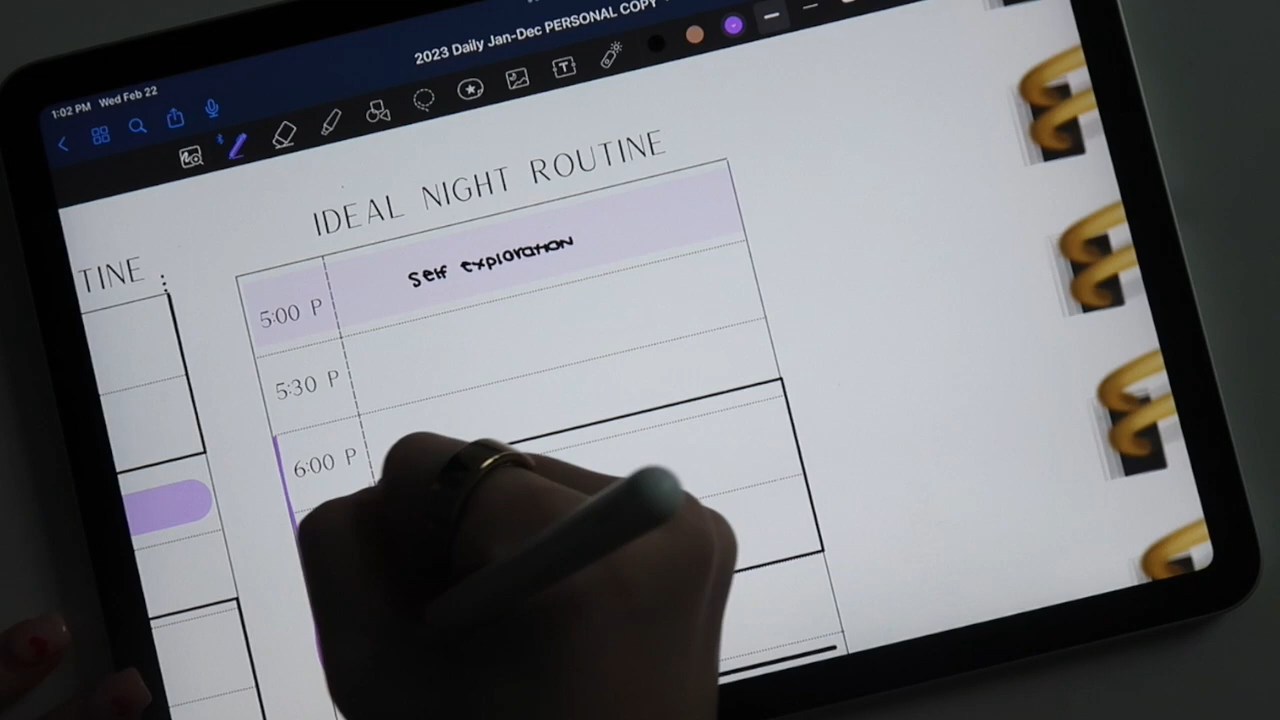 2023 Daily Jan-Dec PERSONAL COPY
1:02 PM Wed Feb 22
T
IDEAL NIGHT ROUTINE
TINE :
5:00 P
Self exploration
5:30 P
6:00 P